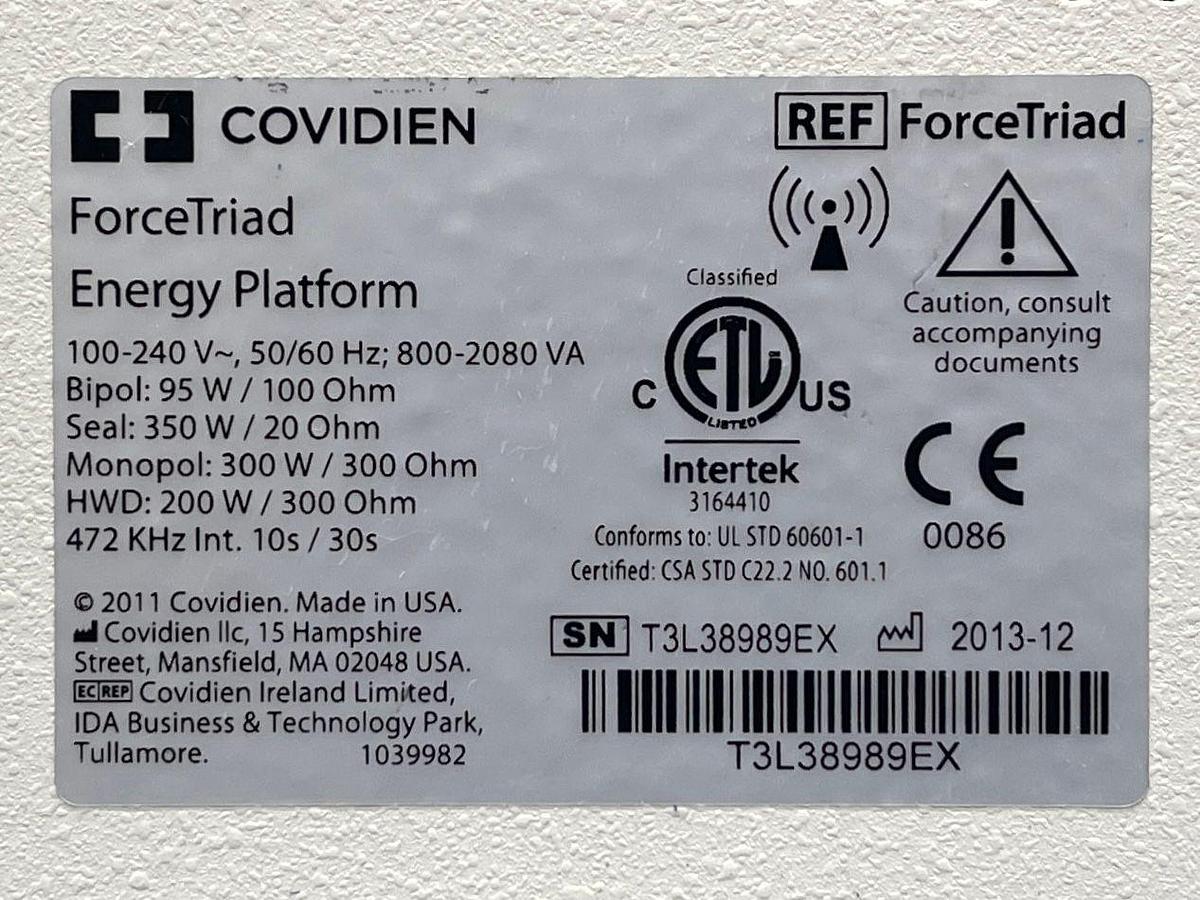 COVIDIEN
REF ForceTriad
ForceTriad
Energy Platform
100-240 V~, 50/60 Hz; 800-2080 VA
Bipol: 95 W / 100 Ohm
Seal: 350 W / 20 Ohm
Monopol: 300 W / 300 Ohm
HWD: 200 W / 300 Ohm
472 KHz Int. 10s / 30s
Classified
C ETL US
LISTED
Intertek
3164410
Conforms to: UL STD 60601-1
Certified: CSA STD C22.2 NO. 601.1
Caution, consult
accompanying
documents
CE
0086
© 2011 Covidien. Made in USA.
Covidien llc, 15 Hampshire
Street, Mansfield, MA 02048 USA.
EC REP Covidien Ireland Limited,
IDA Business & Technology Park,
Tullamore. 1039982
SN T3L38989EX 2013-12
T3L38989EX